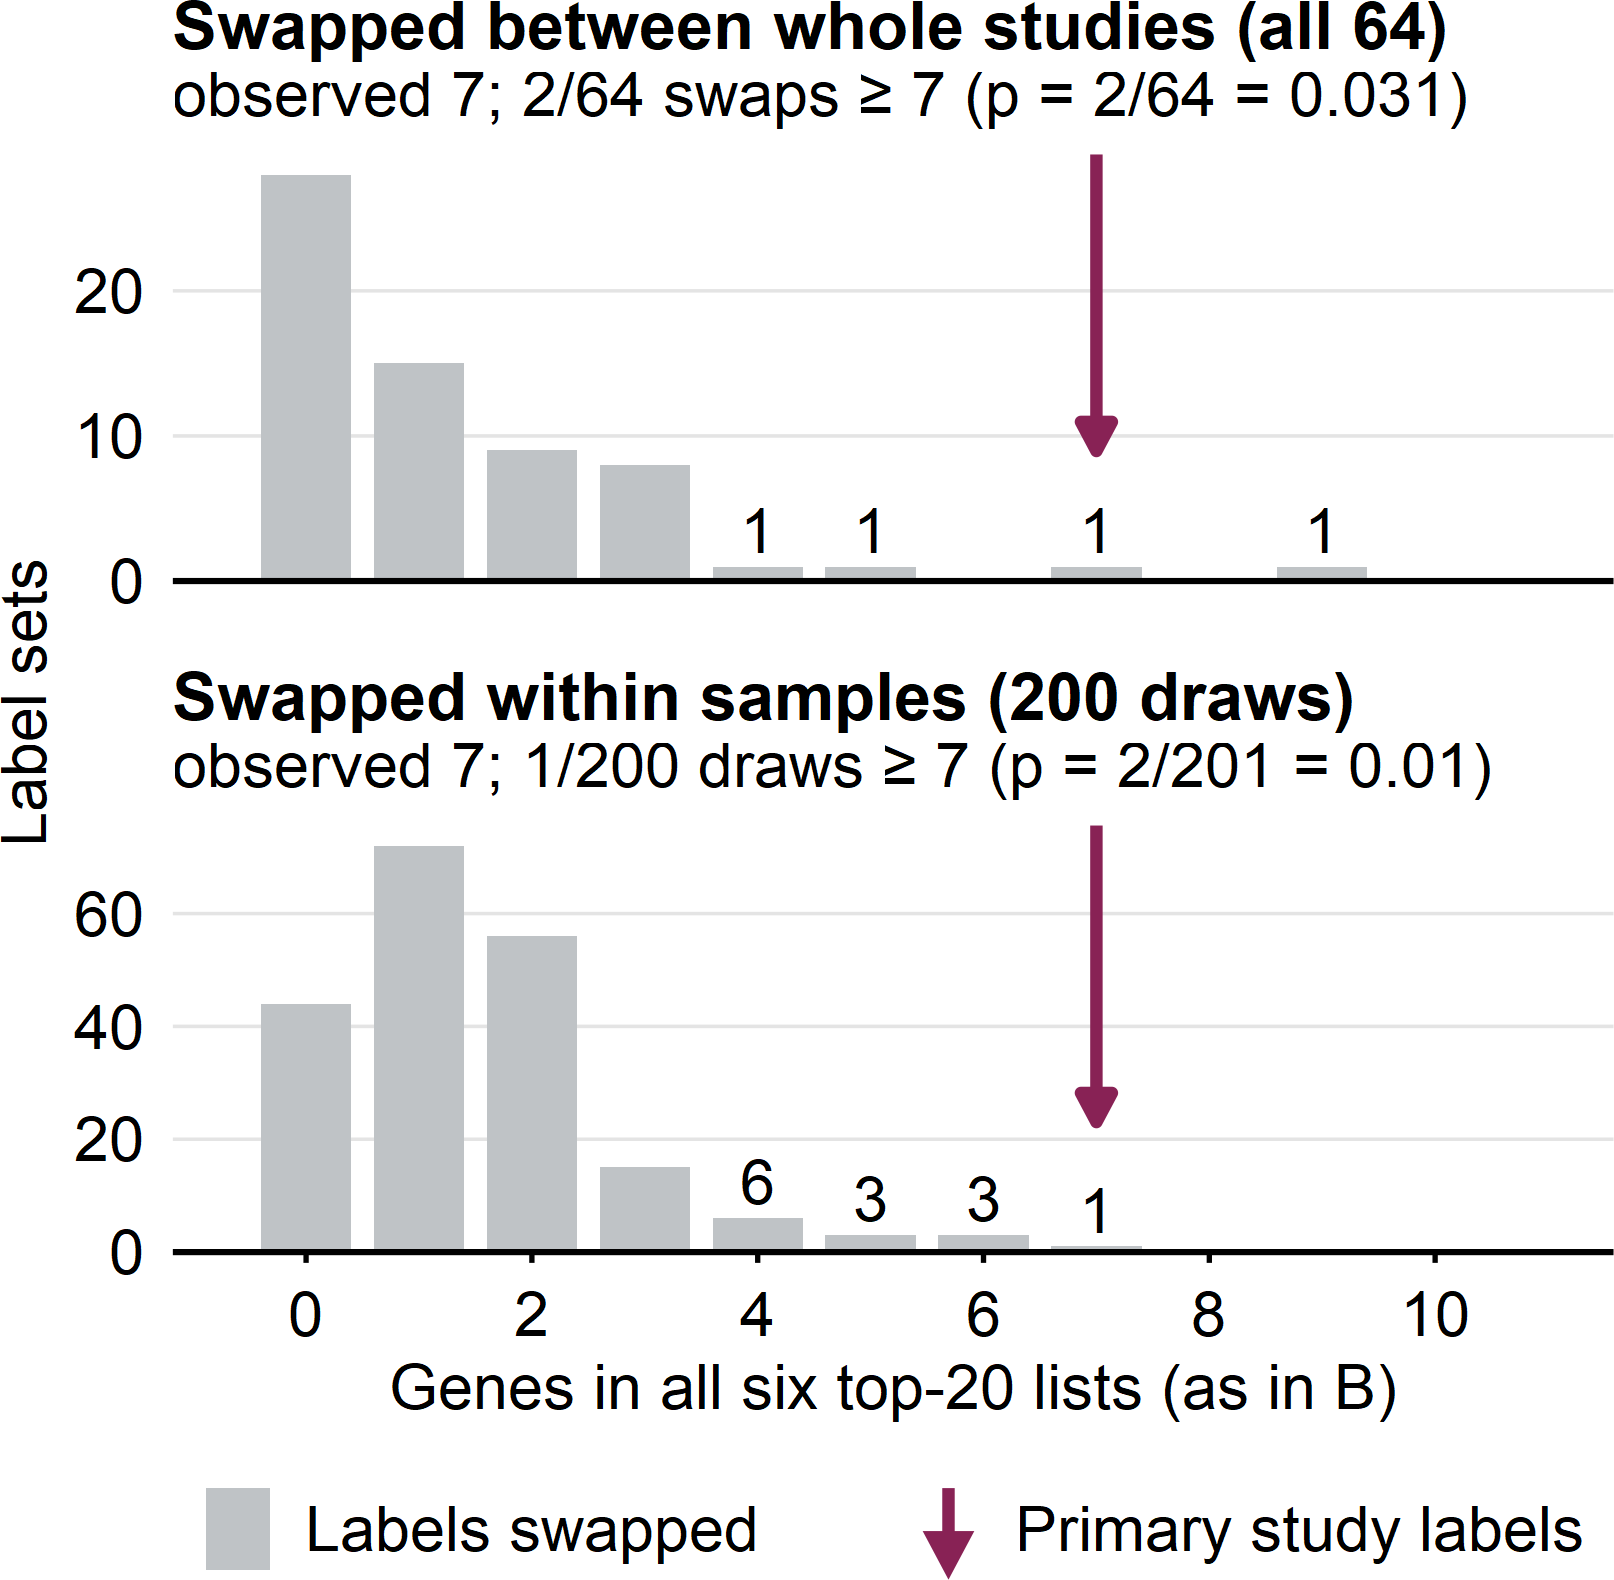 Swapped between whole studies (all 64)
observed 7; 2/64 swaps ≥ 7 (p = 2/64 = 0.031)
20
10
0
1
1
1
1
Label sets
Swapped within samples (200 draws)
observed 7; 1/200 draws ≥ 7 (p = 2/201 = 0.01)
60
40
20
0
6
3
3
1
0 2 4 6 8 10
Genes in all six top-20 lists (as in B)
Labels swapped
Primary study labels